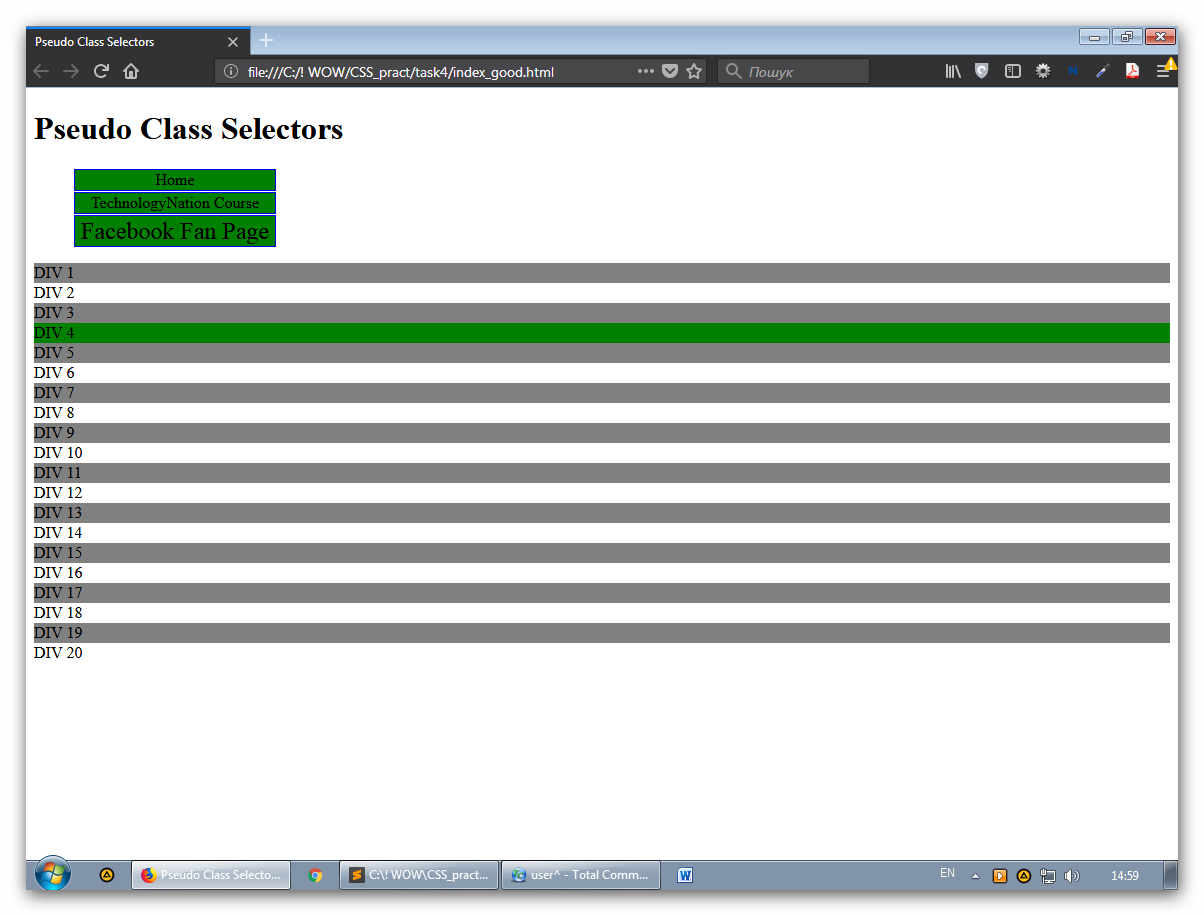 Pseudo Class Selectors
file:///C:/! WOW/CSS_pract/task4/index_good.html
Пошук
Pseudo Class Selectors
Home
TechnologyNation Course
Facebook Fan Page
DIV 1
DIV 2
DIV 3
DIV 4
DIV 5
DIV 6
DIV 7
DIV 8
DIV 9
DIV 10
DIV 11
DIV 12
DIV 13
DIV 14
DIV 15
DIV 16
DIV 17
DIV 18
DIV 19
DIV 20
Pseudo Class Selecto... C:\! WOW\CSS_pract... user^ - Total Comm... EN 14:59